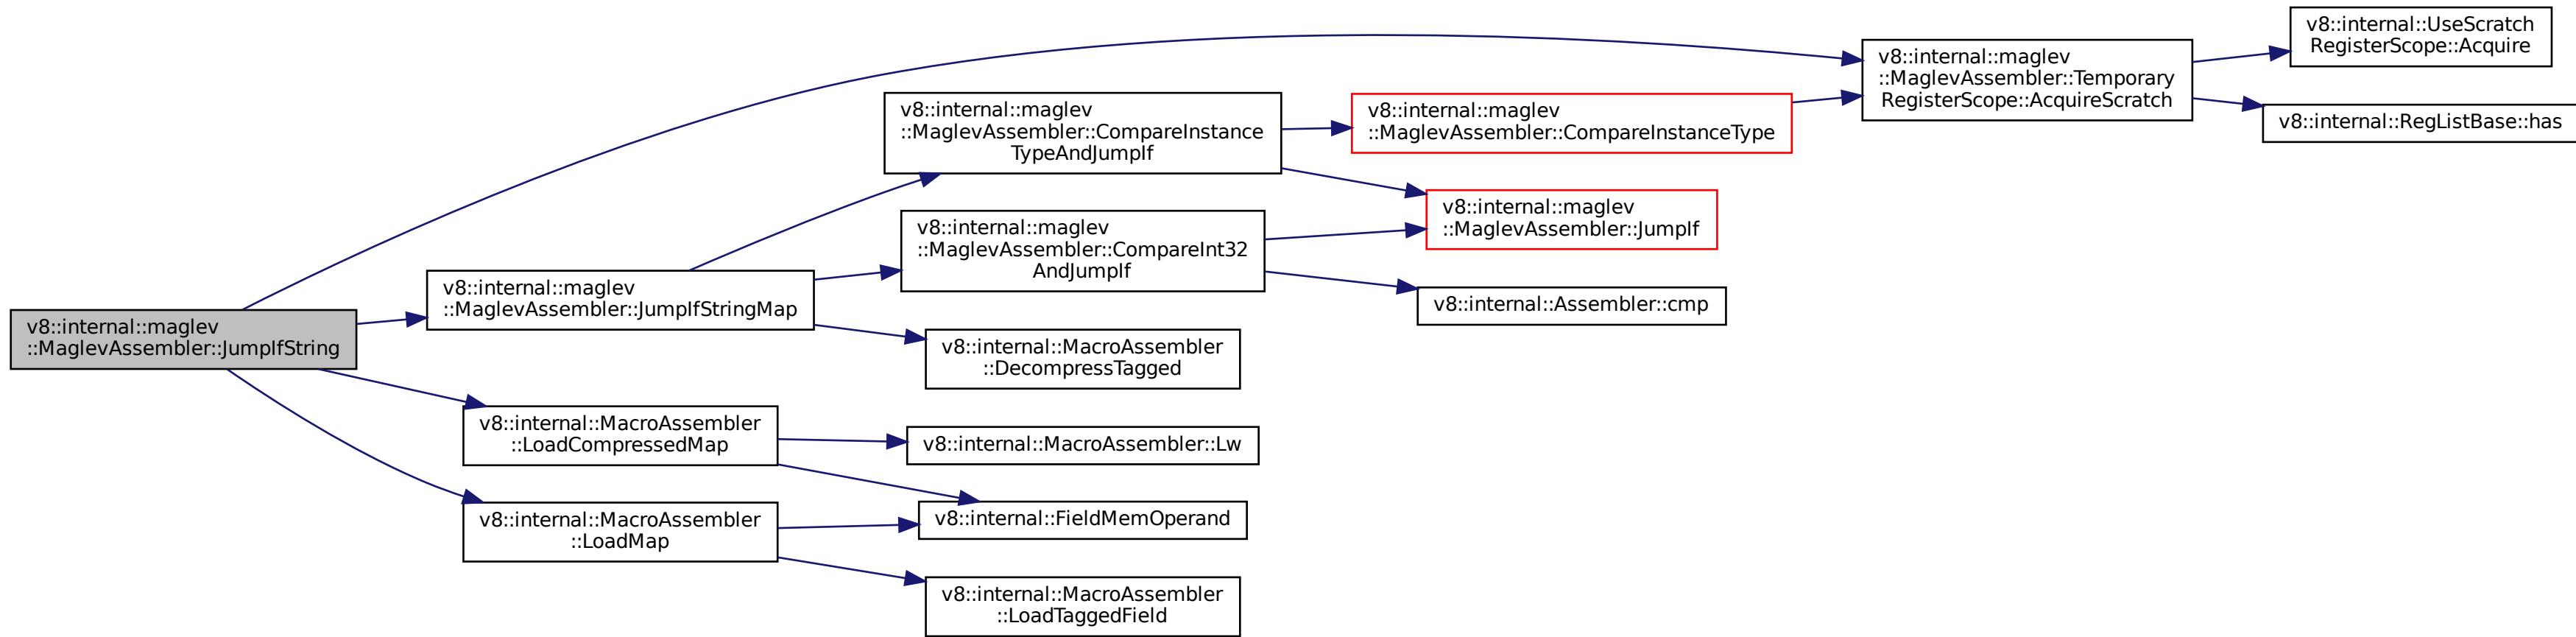 v8::internal::maglev
::MaglevAssembler::JumpIfString
v8::internal::maglev
::MaglevAssembler::JumpIfStringMap
v8::internal::MacroAssembler
::LoadCompressedMap
v8::internal::MacroAssembler
::LoadMap
v8::internal::maglev
::MaglevAssembler::CompareInstance
TypeAndJumpIf
v8::internal::maglev
::MaglevAssembler::CompareInt32
AndJumpIf
v8::internal::MacroAssembler
::DecompressTagged
v8::internal::MacroAssembler::Lw
v8::internal::FieldMemOperand
v8::internal::MacroAssembler
::LoadTaggedField
v8::internal::maglev
::MaglevAssembler::CompareInstanceType
v8::internal::maglev
::MaglevAssembler::JumpIf
v8::internal::Assembler::cmp
v8::internal::maglev
::MaglevAssembler::Temporary
RegisterScope::AcquireScratch
v8::internal::UseScratch
RegisterScope::Acquire
v8::internal::RegListBase::has